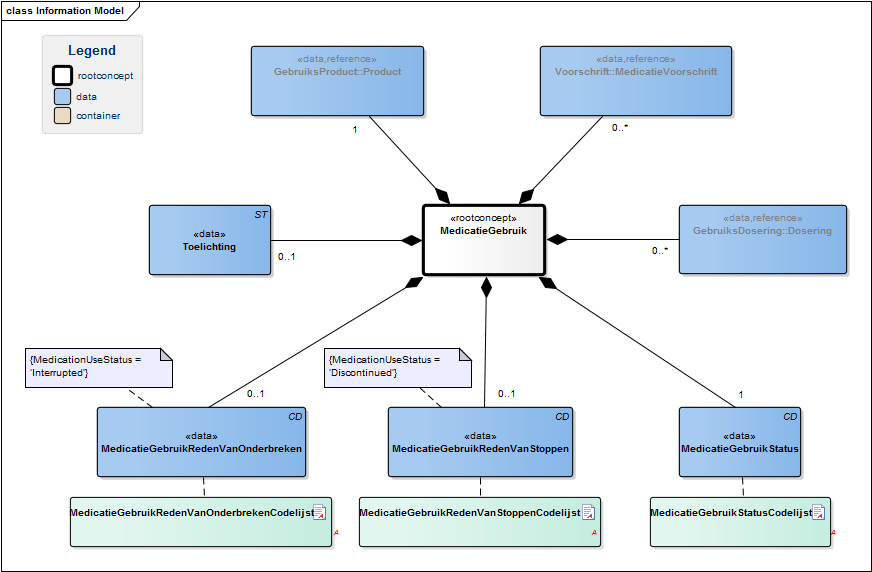 class Information Model
Legend
rootconcept
data
container
«data,reference»
GebruiksProduct::Product
«data,reference»
Voorschrift::MedicatieVoorschrift
1
0..*
ST
«data»
Toelichting
0..1
«rootconcept»
MedicatieGebruik
«data,reference»
GebruiksDosering::Dosering
0..*
{MedicationUseStatus =
'Interrupted'}
{MedicationUseStatus =
'Discontinued'}
0..1
0..1
1
CD
«data»
MedicatieGebruikRedenVanOnderbreken
CD
«data»
MedicatieGebruikRedenVanStoppen
CD
«data»
MedicatieGebruikStatus
MedicatieGebruikRedenVanOnderbrekenCodelijst
A
MedicatieGebruikRedenVanStoppenCodelijst
A
MedicatieGebruikStatusCodelijst
A